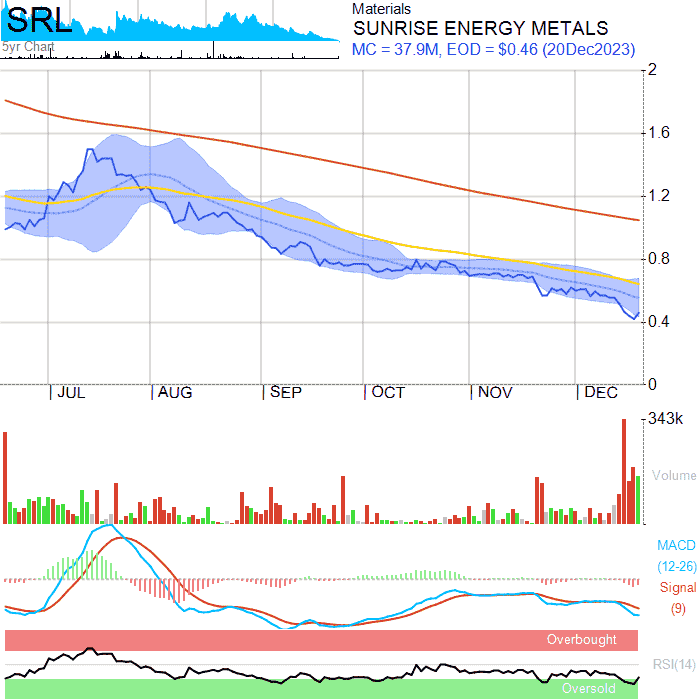 SRL
5yr Chart
Materials
SUNRISE ENERGY METALS
MC = 37.9M, EOD = $0.46 (20Dec2023)
2
1.6
1.2
0.8
0.4
0
JUL AUG SEP OCT NOV DEC
343k
Volume
MACD
(12-26)
Signal
(9)
Overbought
RSI(14)
Oversold